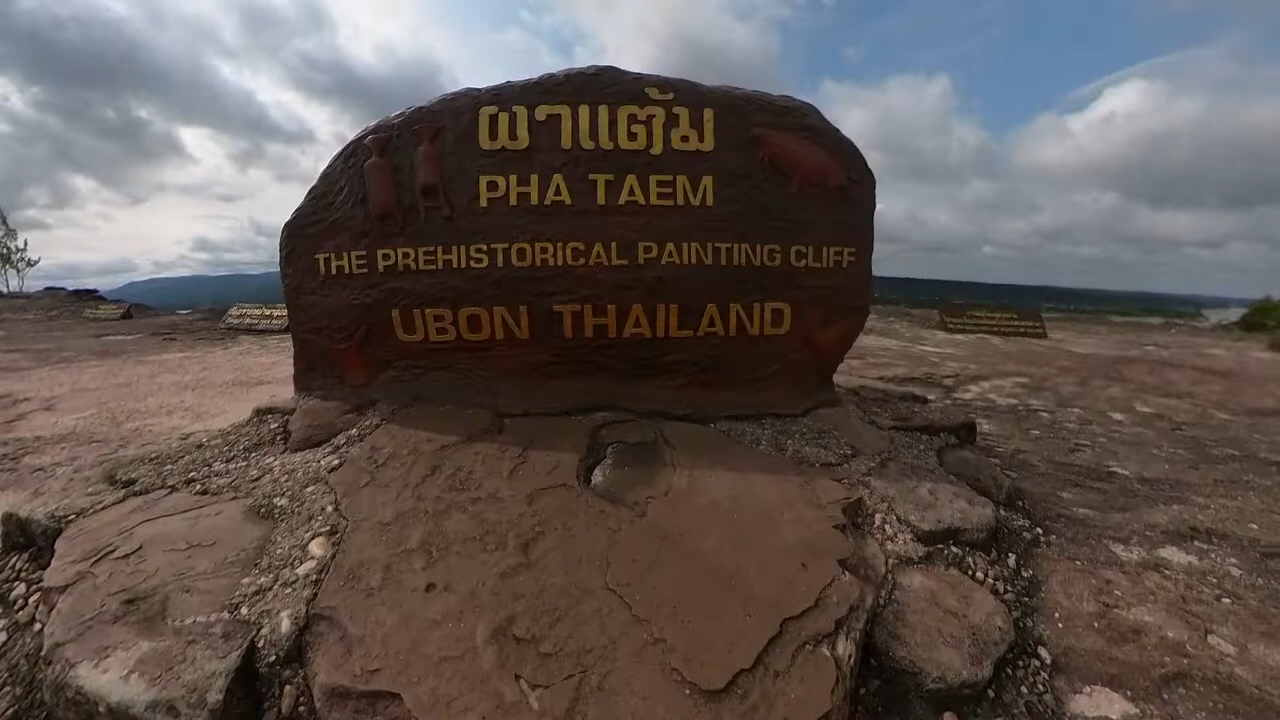 ผาแต้ม
PHA TAEM
THE PREHISTORICAL PAINTING CLIFF
UBON THAILAND